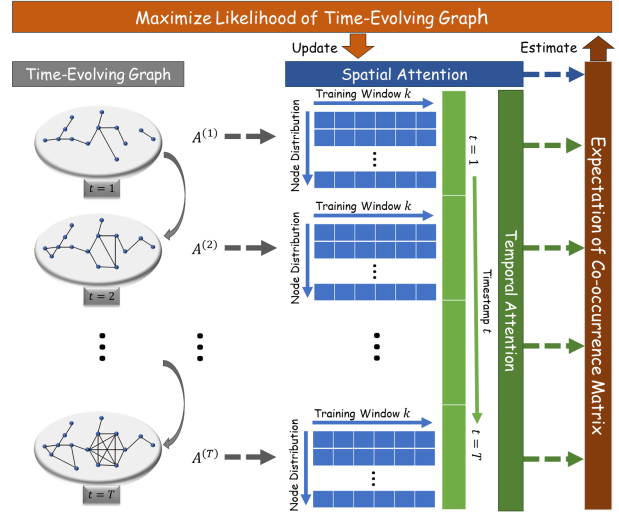 Maximize Likelihood of Time-Evolving Graph
Update
Estimate
Time-Evolving Graph
Spatial Attention
Training Window k
Node Distribution
A^(1)
t = 1
t = 1
Training Window k
Node Distribution
A^(2)
t = 2
Timestamp t
Temporal Attention
Expectation of Co-occurrence Matrix
Training Window k
Node Distribution
A^(T)
t = T
t = T